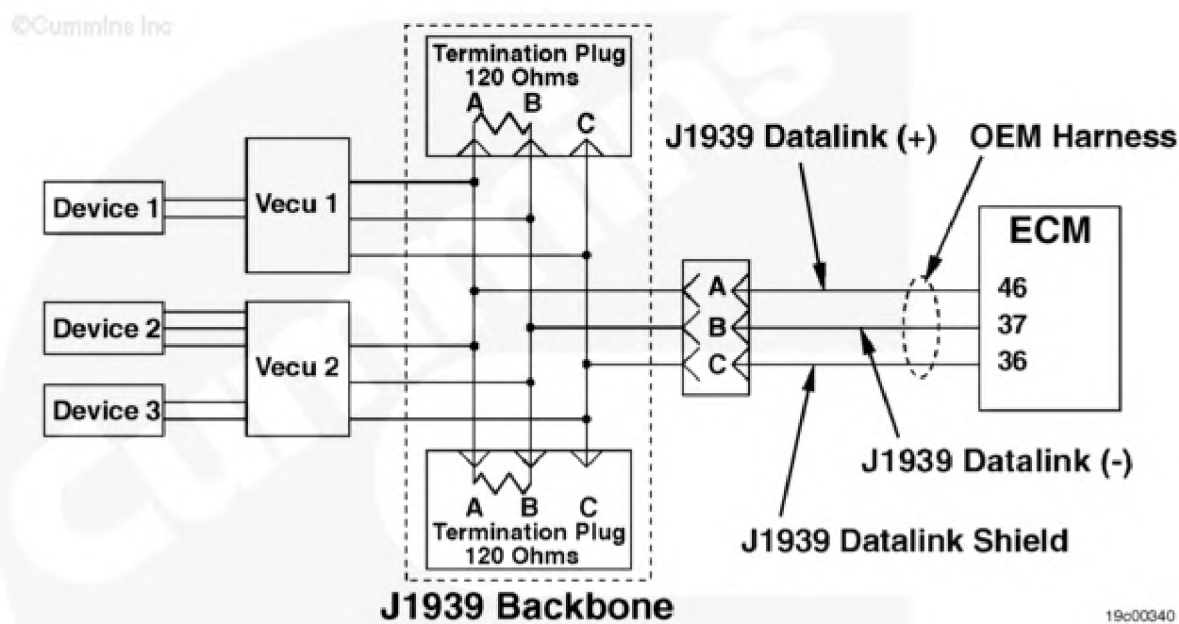 ©Cummins Inc
Termination Plug
120 Ohms
A B
C
J1939 Datalink (+)
OEM Harness
Device 1
Vecu 1
ECM
A
46
Device 2
B
37
Vecu 2
C
36
Device 3
J1939 Datalink (-)
A B C
Termination Plug
120 Ohms
J1939 Datalink Shield
J1939 Backbone
19c00340
Cummins